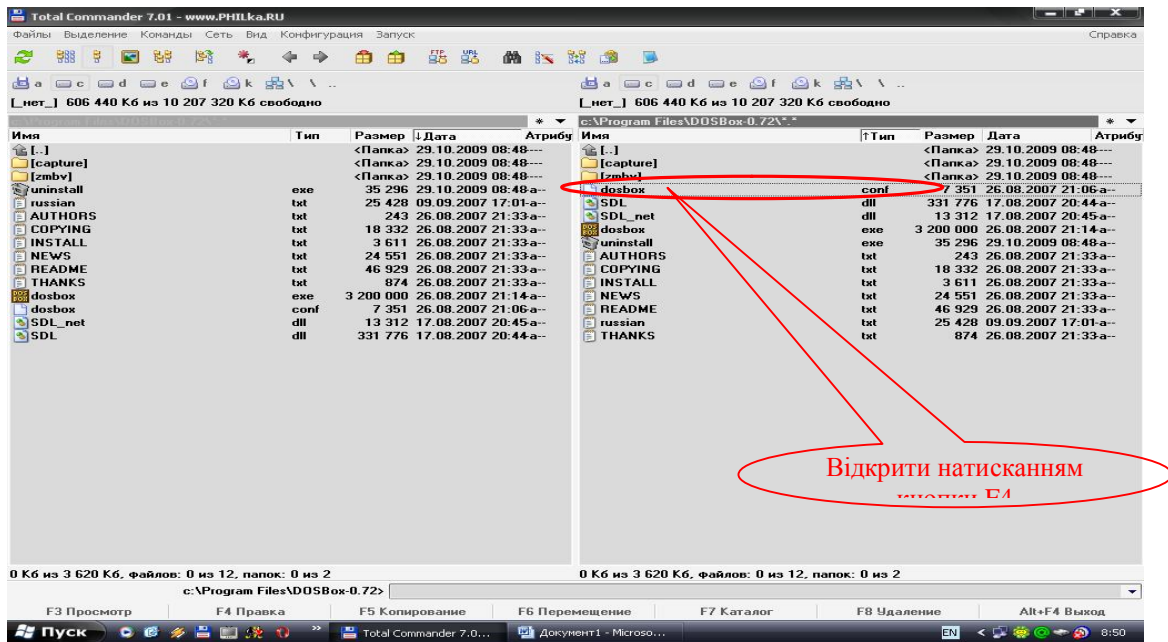 Total Commander 7.01 - www.PHILka.RU
Файлы Выделение Команды Сеть Вид Конфигурация Запуск Справка
FTP URL
a c d e f k \ \ ..
a c d e f k \ \ ..
[_нет_] 606 440 Кб из 10 207 320 Кб свободно
[_нет_] 606 440 Кб из 10 207 320 Кб свободно
c:\Program Files\DOSBox-0.72\*.* * ▼
Имя Тип Размер ↓Дата Атрибу
[..] <Папка> 29.10.2009 08:48----
[capture] <Папка> 29.10.2009 08:48----
[zmbv] <Папка> 29.10.2009 08:48----
uninstall exe 35 296 29.10.2009 08:48-a--
russian txt 25 428 09.09.2007 17:01-a--
AUTHORS txt 243 26.08.2007 21:33-a--
COPYING txt 18 332 26.08.2007 21:33-a--
INSTALL txt 3 611 26.08.2007 21:33-a--
NEWS txt 24 551 26.08.2007 21:33-a--
README txt 46 929 26.08.2007 21:33-a--
THANKS txt 874 26.08.2007 21:33-a--
dosbox exe 3 200 000 26.08.2007 21:14-a--
dosbox conf 7 351 26.08.2007 21:06-a--
SDL_net dll 13 312 17.08.2007 20:45-a--
SDL dll 331 776 17.08.2007 20:44-a--
0 Кб из 3 620 Кб, файлов: 0 из 12, папок: 0 из 2
c:\Program Files\DOSBox-0.72\*.* * ▼
Имя ↑Тип Размер Дата Атрибу
[..] <Папка> 29.10.2009 08:48----
[capture] <Папка> 29.10.2009 08:48----
[zmbv] <Папка> 29.10.2009 08:48----
dosbox conf 7 351 26.08.2007 21:06-a--
SDL dll 331 776 17.08.2007 20:44-a--
SDL_net dll 13 312 17.08.2007 20:45-a--
dosbox exe 3 200 000 26.08.2007 21:14-a--
uninstall exe 35 296 29.10.2009 08:48-a--
AUTHORS txt 243 26.08.2007 21:33-a--
COPYING txt 18 332 26.08.2007 21:33-a--
INSTALL txt 3 611 26.08.2007 21:33-a--
NEWS txt 24 551 26.08.2007 21:33-a--
README txt 46 929 26.08.2007 21:33-a--
russian txt 25 428 09.09.2007 17:01-a--
THANKS txt 874 26.08.2007 21:33-a--
Відкрити натисканням
кнопки F4
0 Кб из 3 620 Кб, файлов: 0 из 12, папок: 0 из 2
c:\Program Files\DOSBox-0.72>
F3 Просмотр F4 Правка F5 Копирование F6 Перемещение F7 Каталог F8 Удаление Alt+F4 Выход
Пуск » Total Commander 7.0... Документ1 - Microso... EN < 8:50